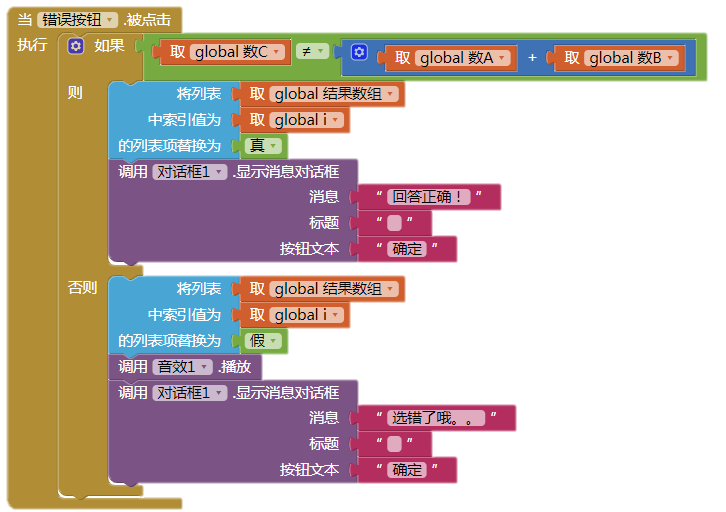 当 错误按钮 .被点击
执行 如果 取 global 数C ≠ 取 global 数A + 取 global 数B
则 将列表 取 global 结果数组
中索引值为 取 global i
的列表项替换为 真
调用 对话框1 .显示消息对话框
消息 “ 回答正确！ ”
标题 “ ”
按钮文本 “ 确定 ”
否则 将列表 取 global 结果数组
中索引值为 取 global i
的列表项替换为 假
调用 音效1 .播放
调用 对话框1 .显示消息对话框
消息 “ 选错了哦。。 ”
标题 “ ”
按钮文本 “ 确定 ”